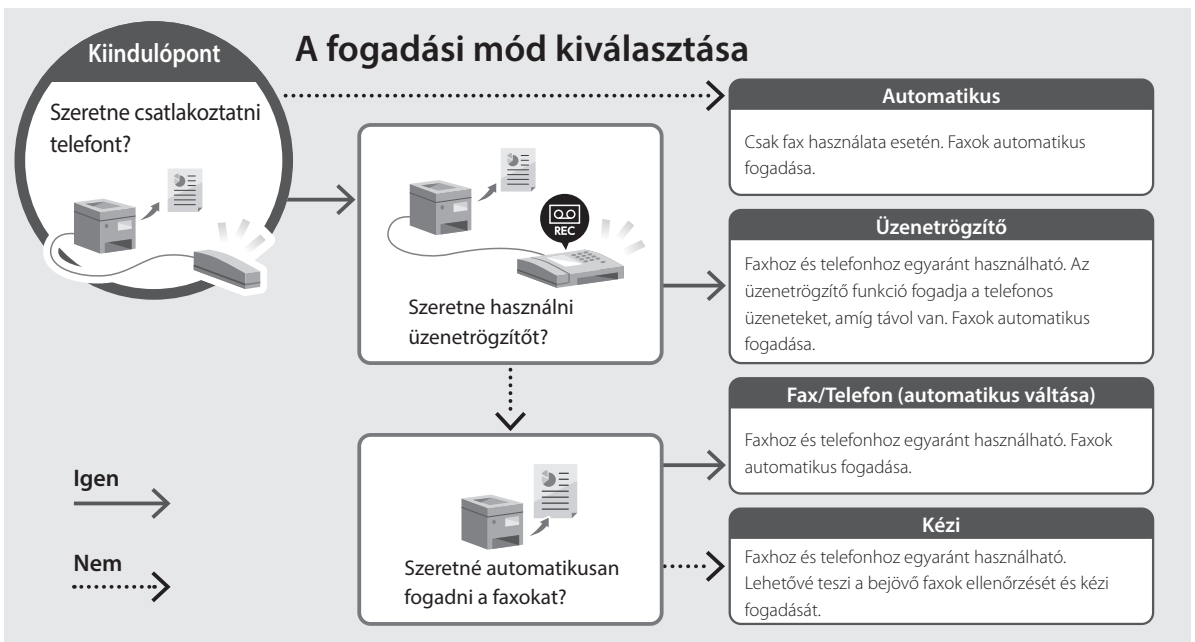 Kiindulópont
A fogadási mód kiválasztása
Szeretne csatlakoztatni
telefont?
REC
Szeretne használni
üzenetrögzítőt?
Szeretné automatikusan
fogadni a faxokat?
Automatikus
Csak fax használata esetén. Faxok automatikus
fogadása.
Üzenetrögzítő
Faxhoz és telefonhoz egyaránt használható. Az
üzenetrögzítő funkció fogadja a telefonos
üzeneteket, amíg távol van. Faxok automatikus
fogadása.
Fax/Telefon (automatikus váltása)
Faxhoz és telefonhoz egyaránt használható. Faxok
automatikus fogadása.
Kézi
Faxhoz és telefonhoz egyaránt használható.
Lehetővé teszi a bejövő faxok ellenőrzését és kézi
fogadását.
Igen
Nem